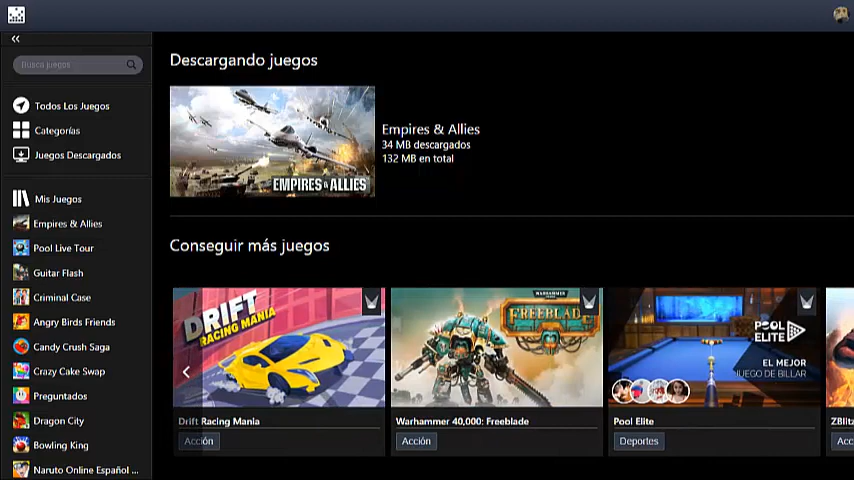 Busca juegos
Todos Los Juegos
Categorías
Juegos Descargados
Mis Juegos
Empires & Allies
Pool Live Tour
Guitar Flash
Criminal Case
Angry Birds Friends
Candy Crush Saga
Crazy Cake Swap
Preguntados
Dragon City
Bowling King
Naruto Online Español ...
Descargando juegos
EMPIRES & ALLIES
Empires & Allies
34 MB descargados
132 MB en total
Conseguir más juegos
DRIFT
RACING MANIA
Drift Racing Mania
Acción
WARHAMMER
40,000
FREEBLADE
Warhammer 40,000: Freeblade
Acción
POOL
ELITE
EL MEJOR
JUEGO DE BILLAR
Pool Elite
Deportes
ZBlitz
Acc